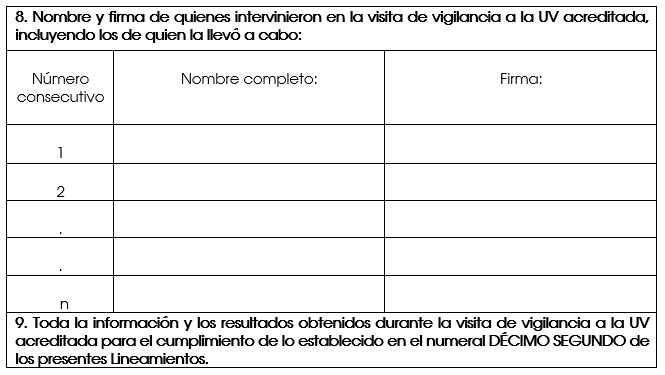 8. Nombre y firma de quienes intervinieron en la visita de vigilancia a la UV acreditada,
incluyendo los de quien la llevó a cabo:
Número
consecutivo
Nombre completo:
Firma:
1
2
.
.
n
9. Toda la información y los resultados obtenidos durante la visita de vigilancia a la UV
acreditada para el cumplimiento de lo establecido en el numeral DÉCIMO SEGUNDO de
los presentes Lineamientos.